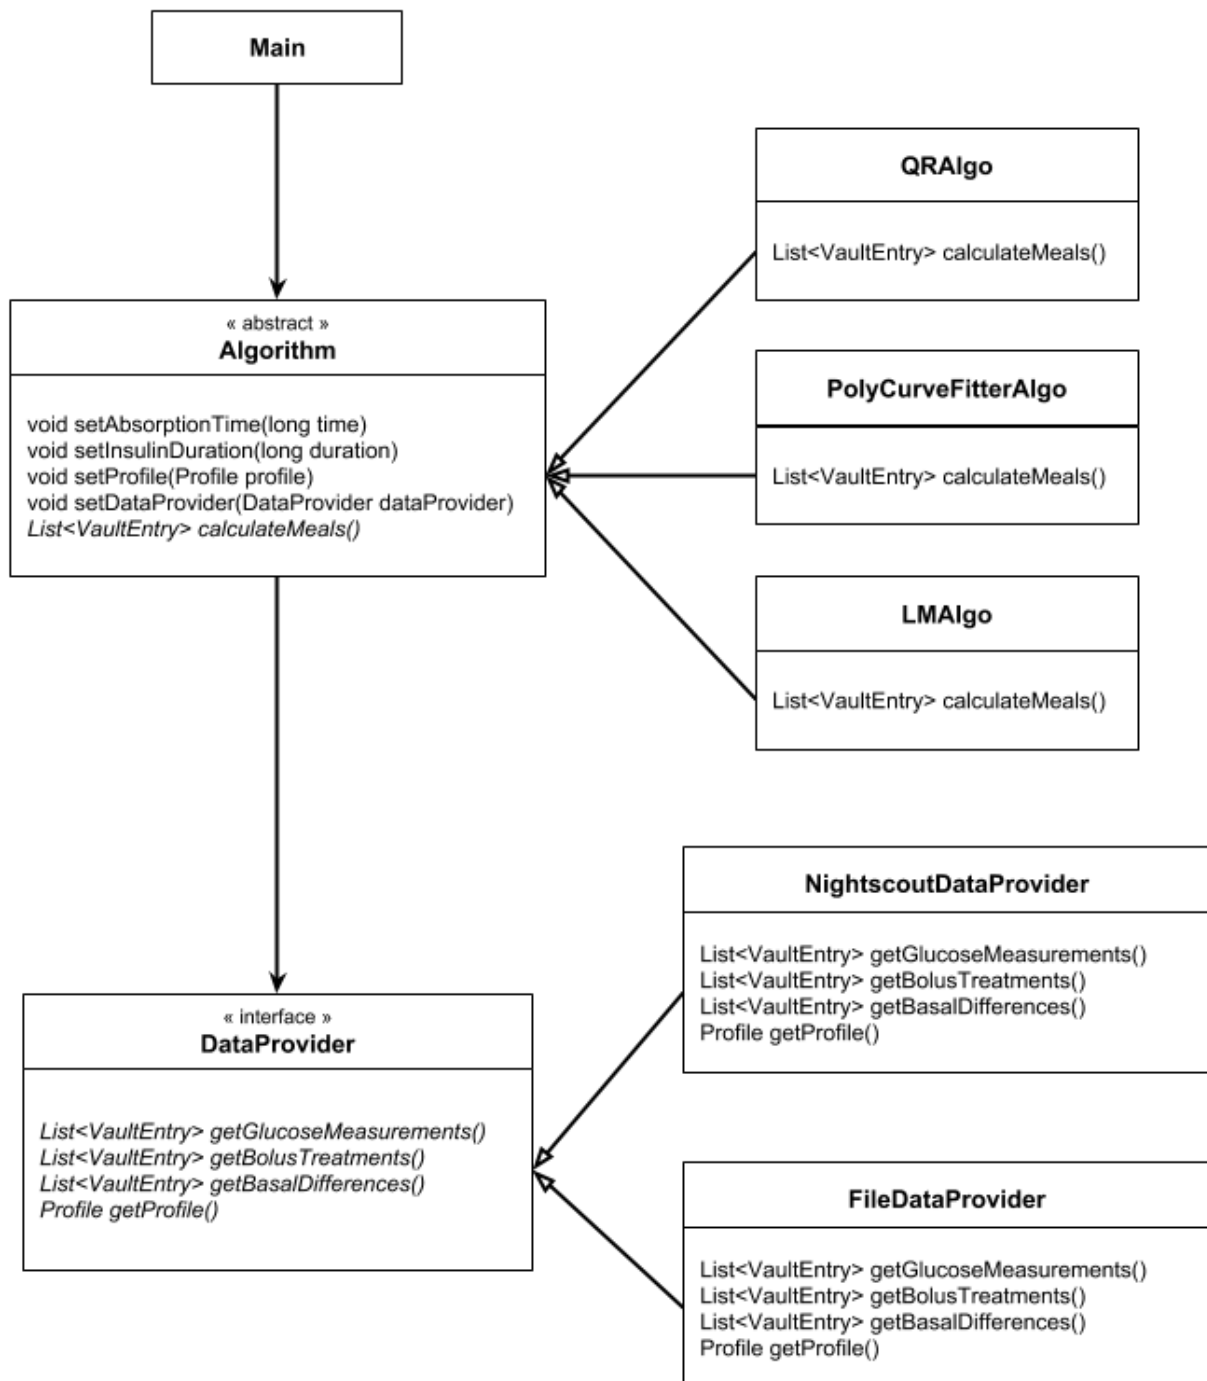 Main
QRAlgo
List<VaultEntry> calculateMeals()
« abstract »
Algorithm
void setAbsorptionTime(long time)
void setInsulinDuration(long duration)
void setProfile(Profile profile)
void setDataProvider(DataProvider dataProvider)
List<VaultEntry> calculateMeals()
PolyCurveFitterAlgo
List<VaultEntry> calculateMeals()
LMAlgo
List<VaultEntry> calculateMeals()
NightscoutDataProvider
List<VaultEntry> getGlucoseMeasurements()
List<VaultEntry> getBolusTreatments()
List<VaultEntry> getBasalDifferences()
Profile getProfile()
« interface »
DataProvider
List<VaultEntry> getGlucoseMeasurements()
List<VaultEntry> getBolusTreatments()
List<VaultEntry> getBasalDifferences()
Profile getProfile()
FileDataProvider
List<VaultEntry> getGlucoseMeasurements()
List<VaultEntry> getBolusTreatments()
List<VaultEntry> getBasalDifferences()
Profile getProfile()